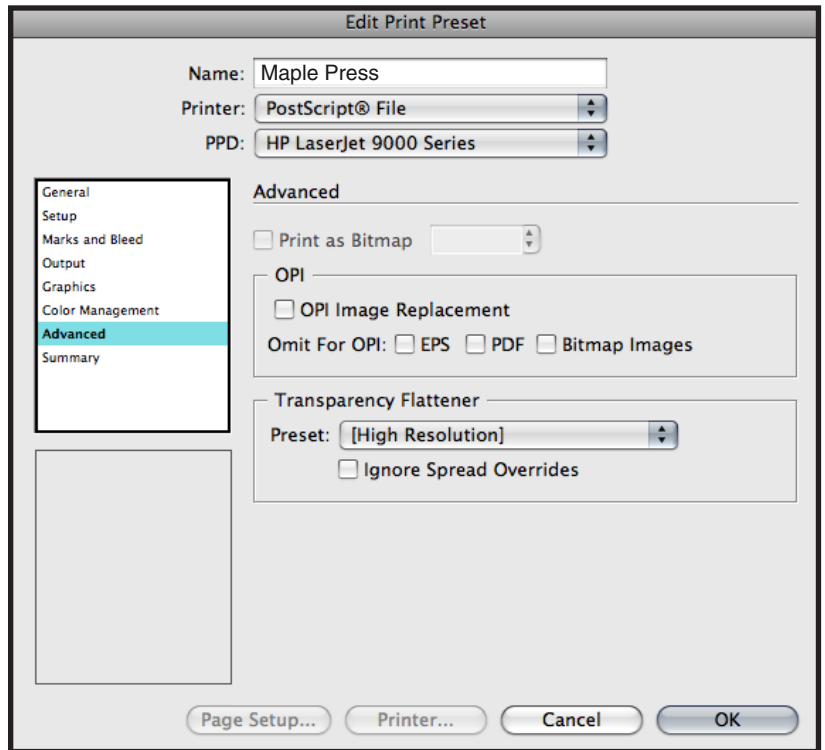 Edit Print Preset
Name: Maple Press
Printer: PostScript® File
PPD: HP LaserJet 9000 Series
General
Setup
Marks and Bleed
Output
Graphics
Color Management
Advanced
Summary
Advanced
Print as Bitmap
OPI
OPI Image Replacement
Omit For OPI: EPS PDF Bitmap Images
Transparency Flattener
Preset: [High Resolution]
Ignore Spread Overrides
Page Setup... Printer... Cancel OK